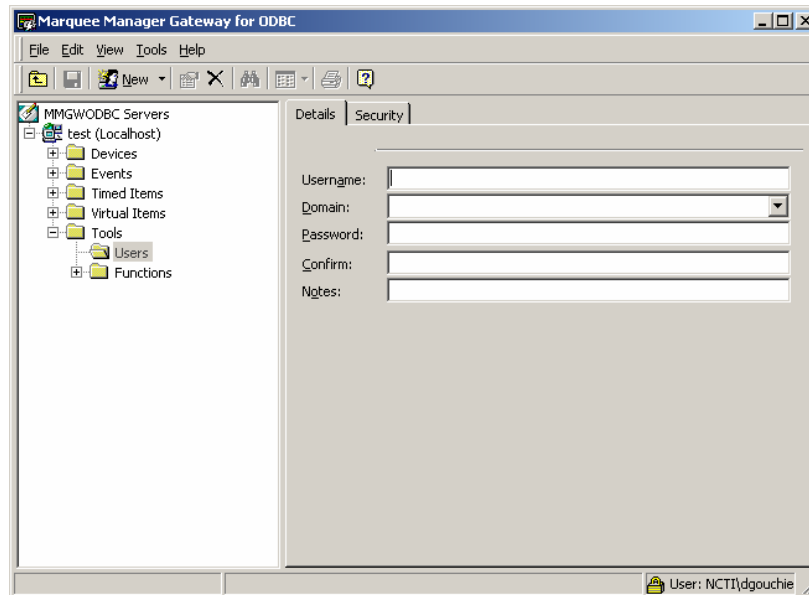 Marquee Manager Gateway for ODBC
File Edit View Tools Help
New
MMGWODBC Servers
test (Localhost)
Devices
Events
Timed Items
Virtual Items
Tools
Users
Functions
Details Security
Username:
Domain:
Password:
Confirm:
Notes:
User: NCTI\dgouchie